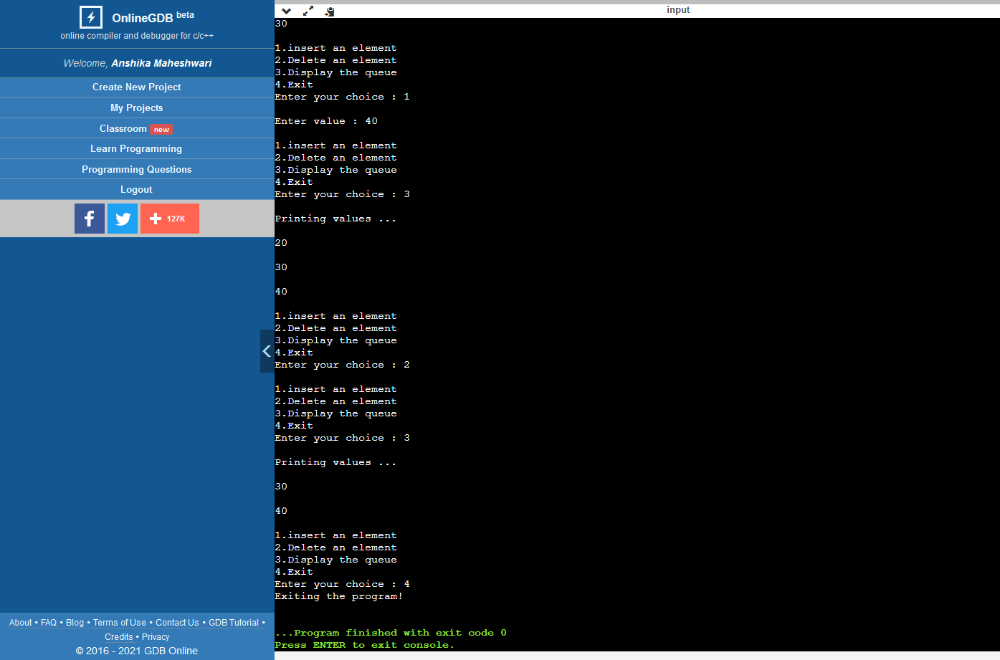 OnlineGDB beta
online compiler and debugger for c/c++
Welcome, Anshika Maheshwari
Create New Project
My Projects
Classroom new
Learn Programming
Programming Questions
Logout
127K
About • FAQ • Blog • Terms of Use • Contact Us • GDB Tutorial •
Credits • Privacy
© 2016 - 2021 GDB Online
input
30
1.insert an element
2.Delete an element
3.Display the queue
4.Exit
Enter your choice : 1
Enter value : 40
1.insert an element
2.Delete an element
3.Display the queue
4.Exit
Enter your choice : 3
Printing values ...
20
30
40
1.insert an element
2.Delete an element
3.Display the queue
4.Exit
Enter your choice : 2
1.insert an element
2.Delete an element
3.Display the queue
4.Exit
Enter your choice : 3
Printing values ...
30
40
1.insert an element
2.Delete an element
3.Display the queue
4.Exit
Enter your choice : 4
Exiting the program!
...Program finished with exit code 0
Press ENTER to exit console.